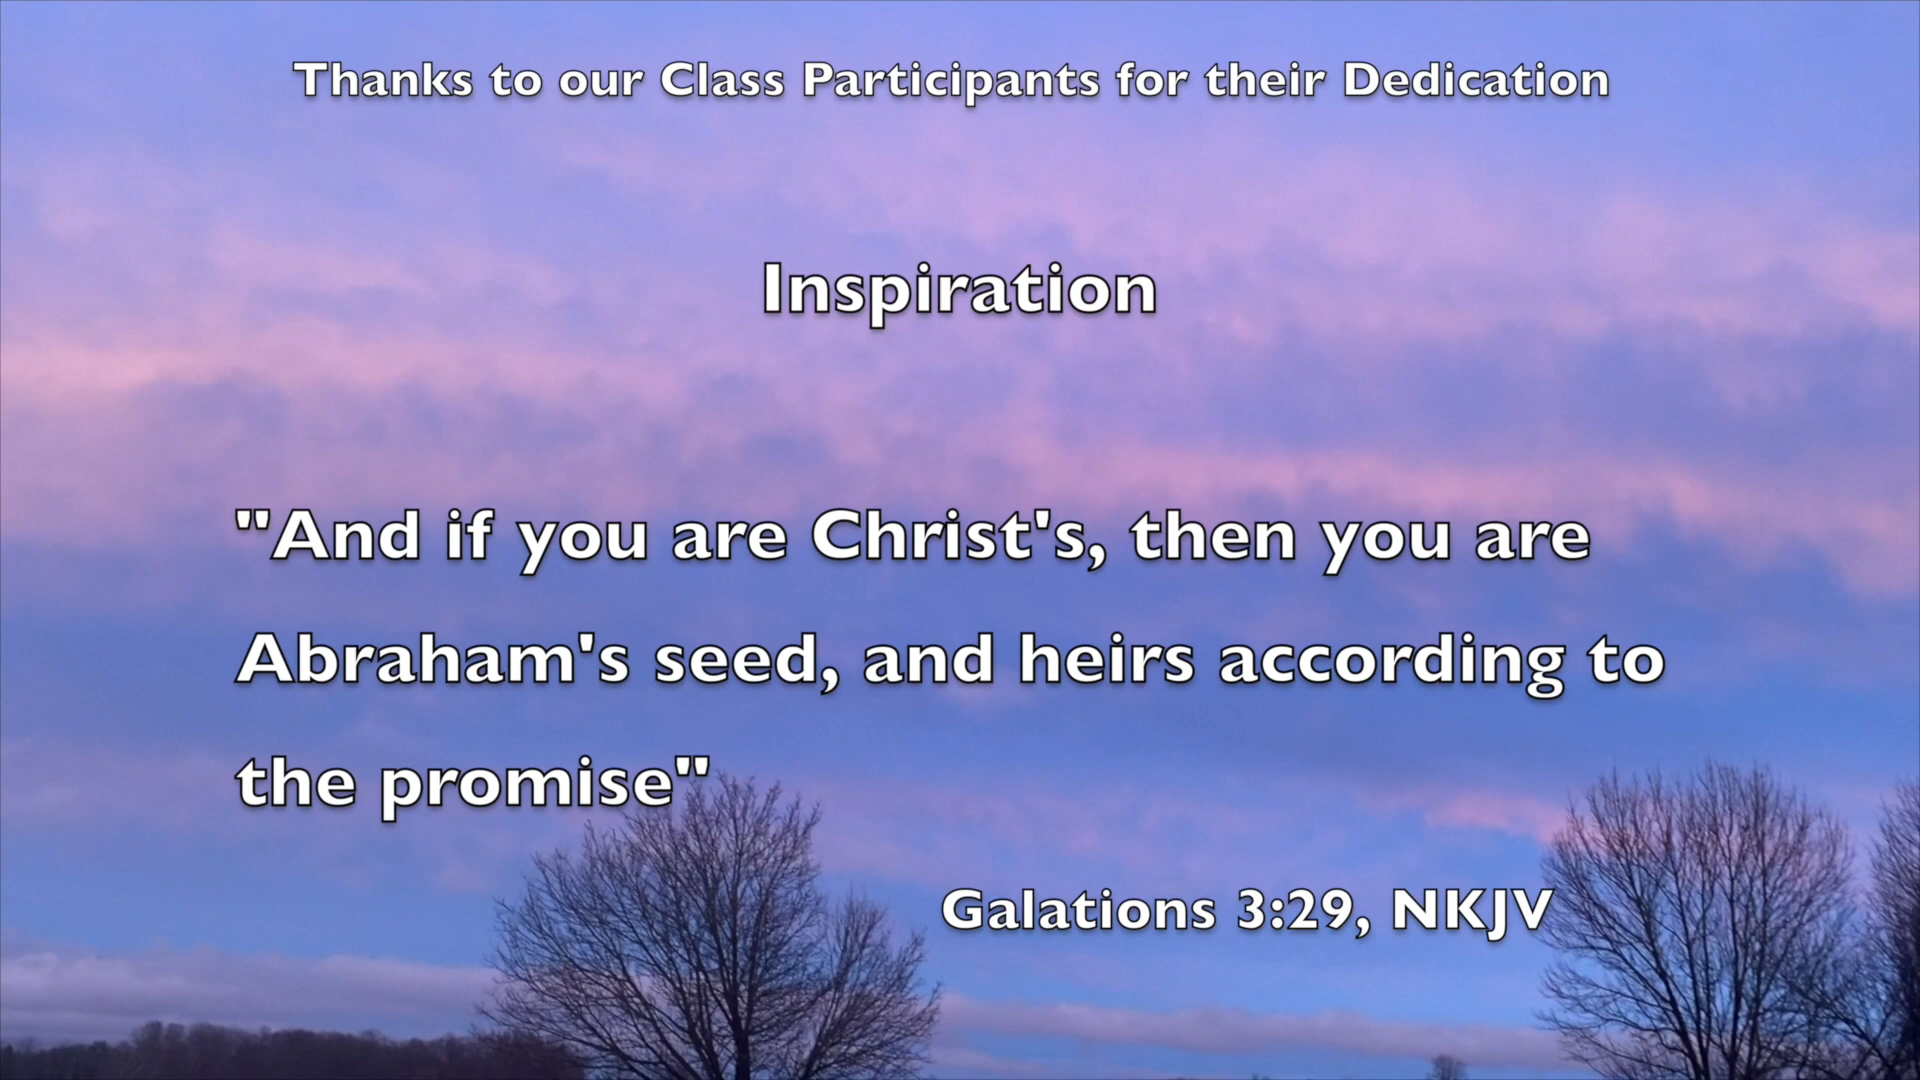 Thanks to our Class Participants for their Dedication
Inspiration
"And if you are Christ's, then you are
Abraham's seed, and heirs according to
the promise"
Galations 3:29, NKJV